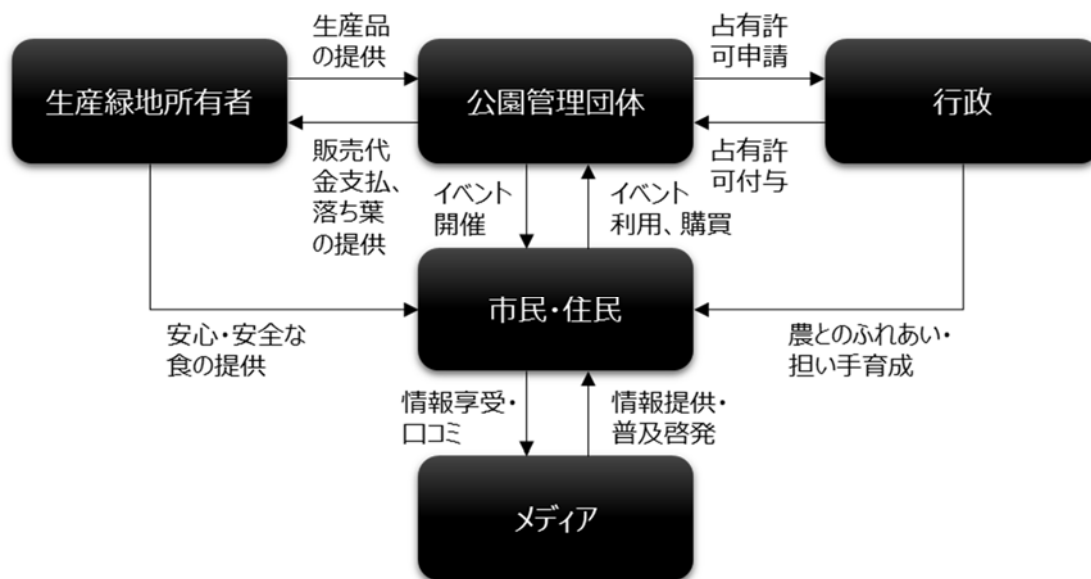 生産品
の提供
占有許
可申請
生産緑地所有者
公園管理団体
行政
販売代
金支払、
落ち葉
の提供
イベント
開催
イベント
利用、購買
占有許
可付与
市民・住民
安心・安全な
食の提供
農とのふれあい・
担い手育成
情報享受・
口コミ
情報提供・
普及啓発
メディア